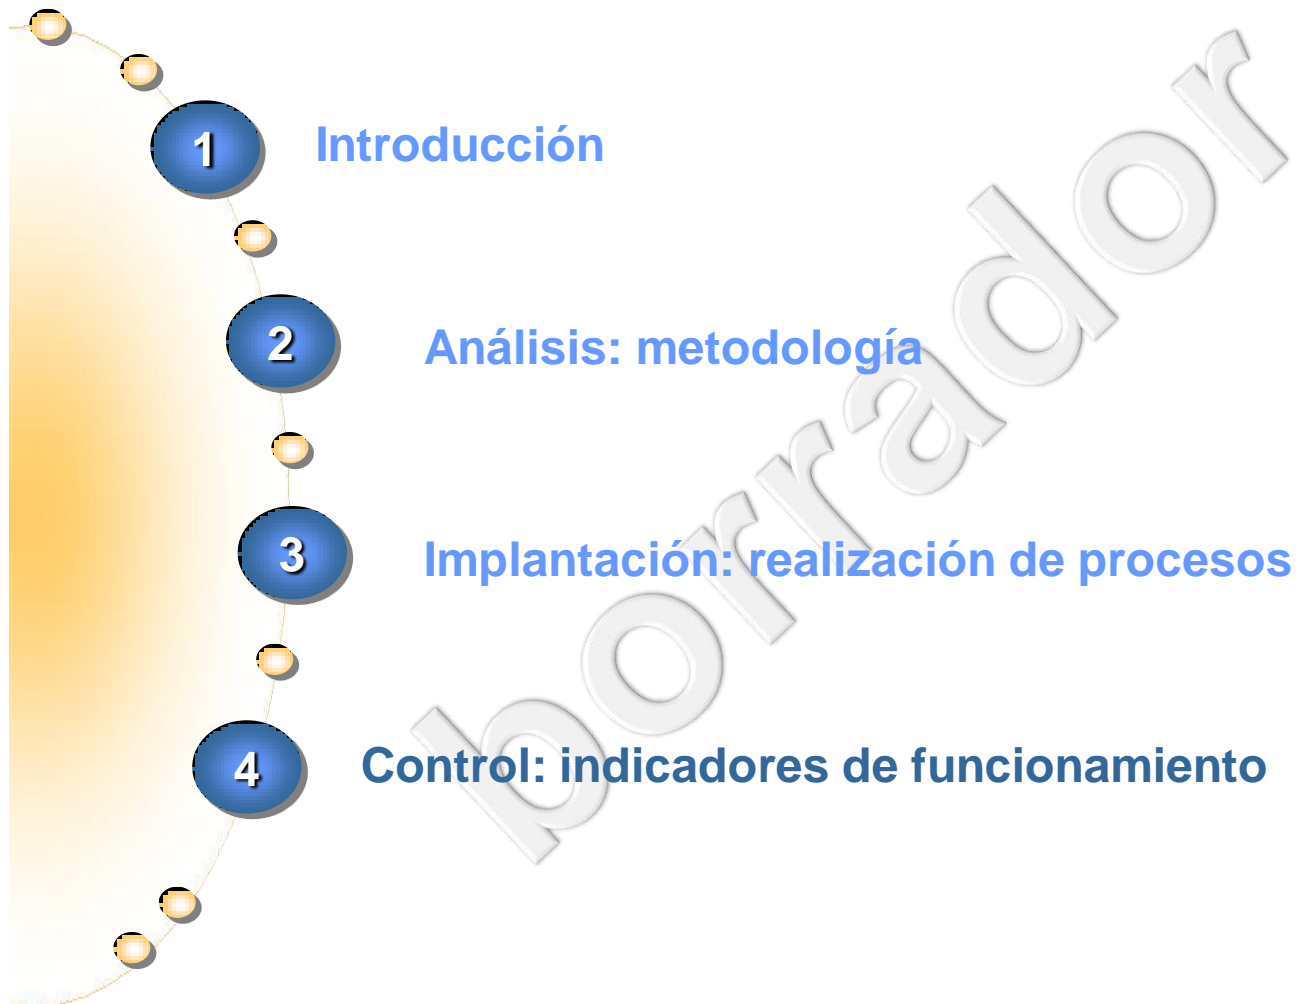 1 Introducción
2 Análisis: metodología
3 Implantación: realización de procesos
4 Control: indicadores de funcionamiento
borrador